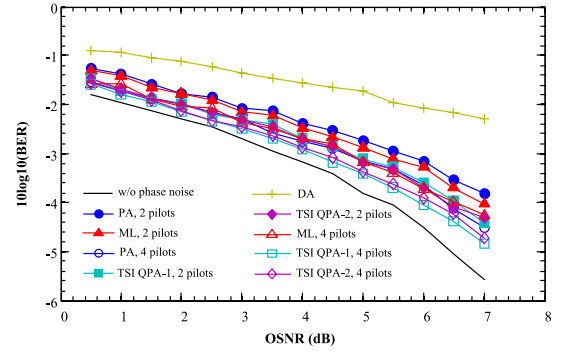 0
-1
-2
-3
-4
-5
-6
10log10(BER)
w/o phase noise
DA
PA, 2 pilots
TSI QPA-2, 2 pilots
ML, 2 pilots
ML, 4 pilots
PA, 4 pilots
TSI QPA-1, 4 pilots
TSI QPA-1, 2 pilots
TSI QPA-2, 4 pilots
0 1 2 3 4 5 6 7 8
OSNR (dB)